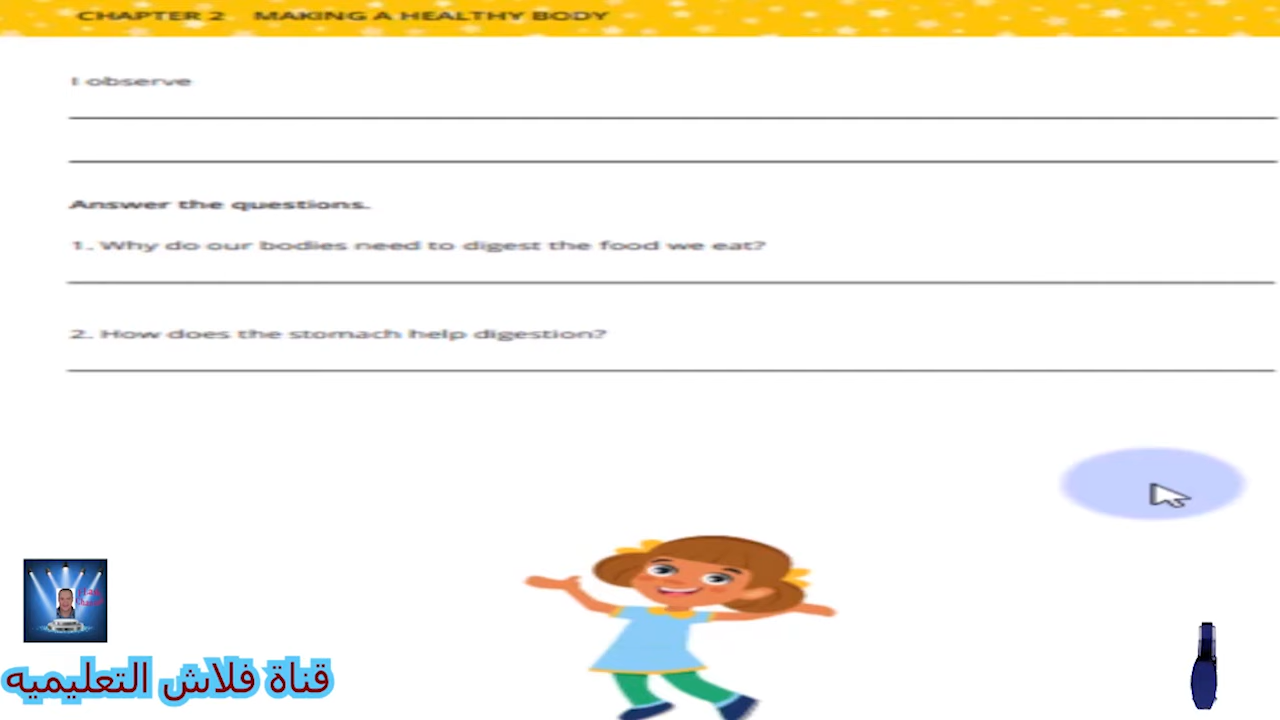 CHAPTER 2 MAKING A HEALTHY BODY
I observe
Answer the questions.
1. Why do our bodies need to digest the food we eat?
2. How does the stomach help digestion?
قناة فلاش التعليميه